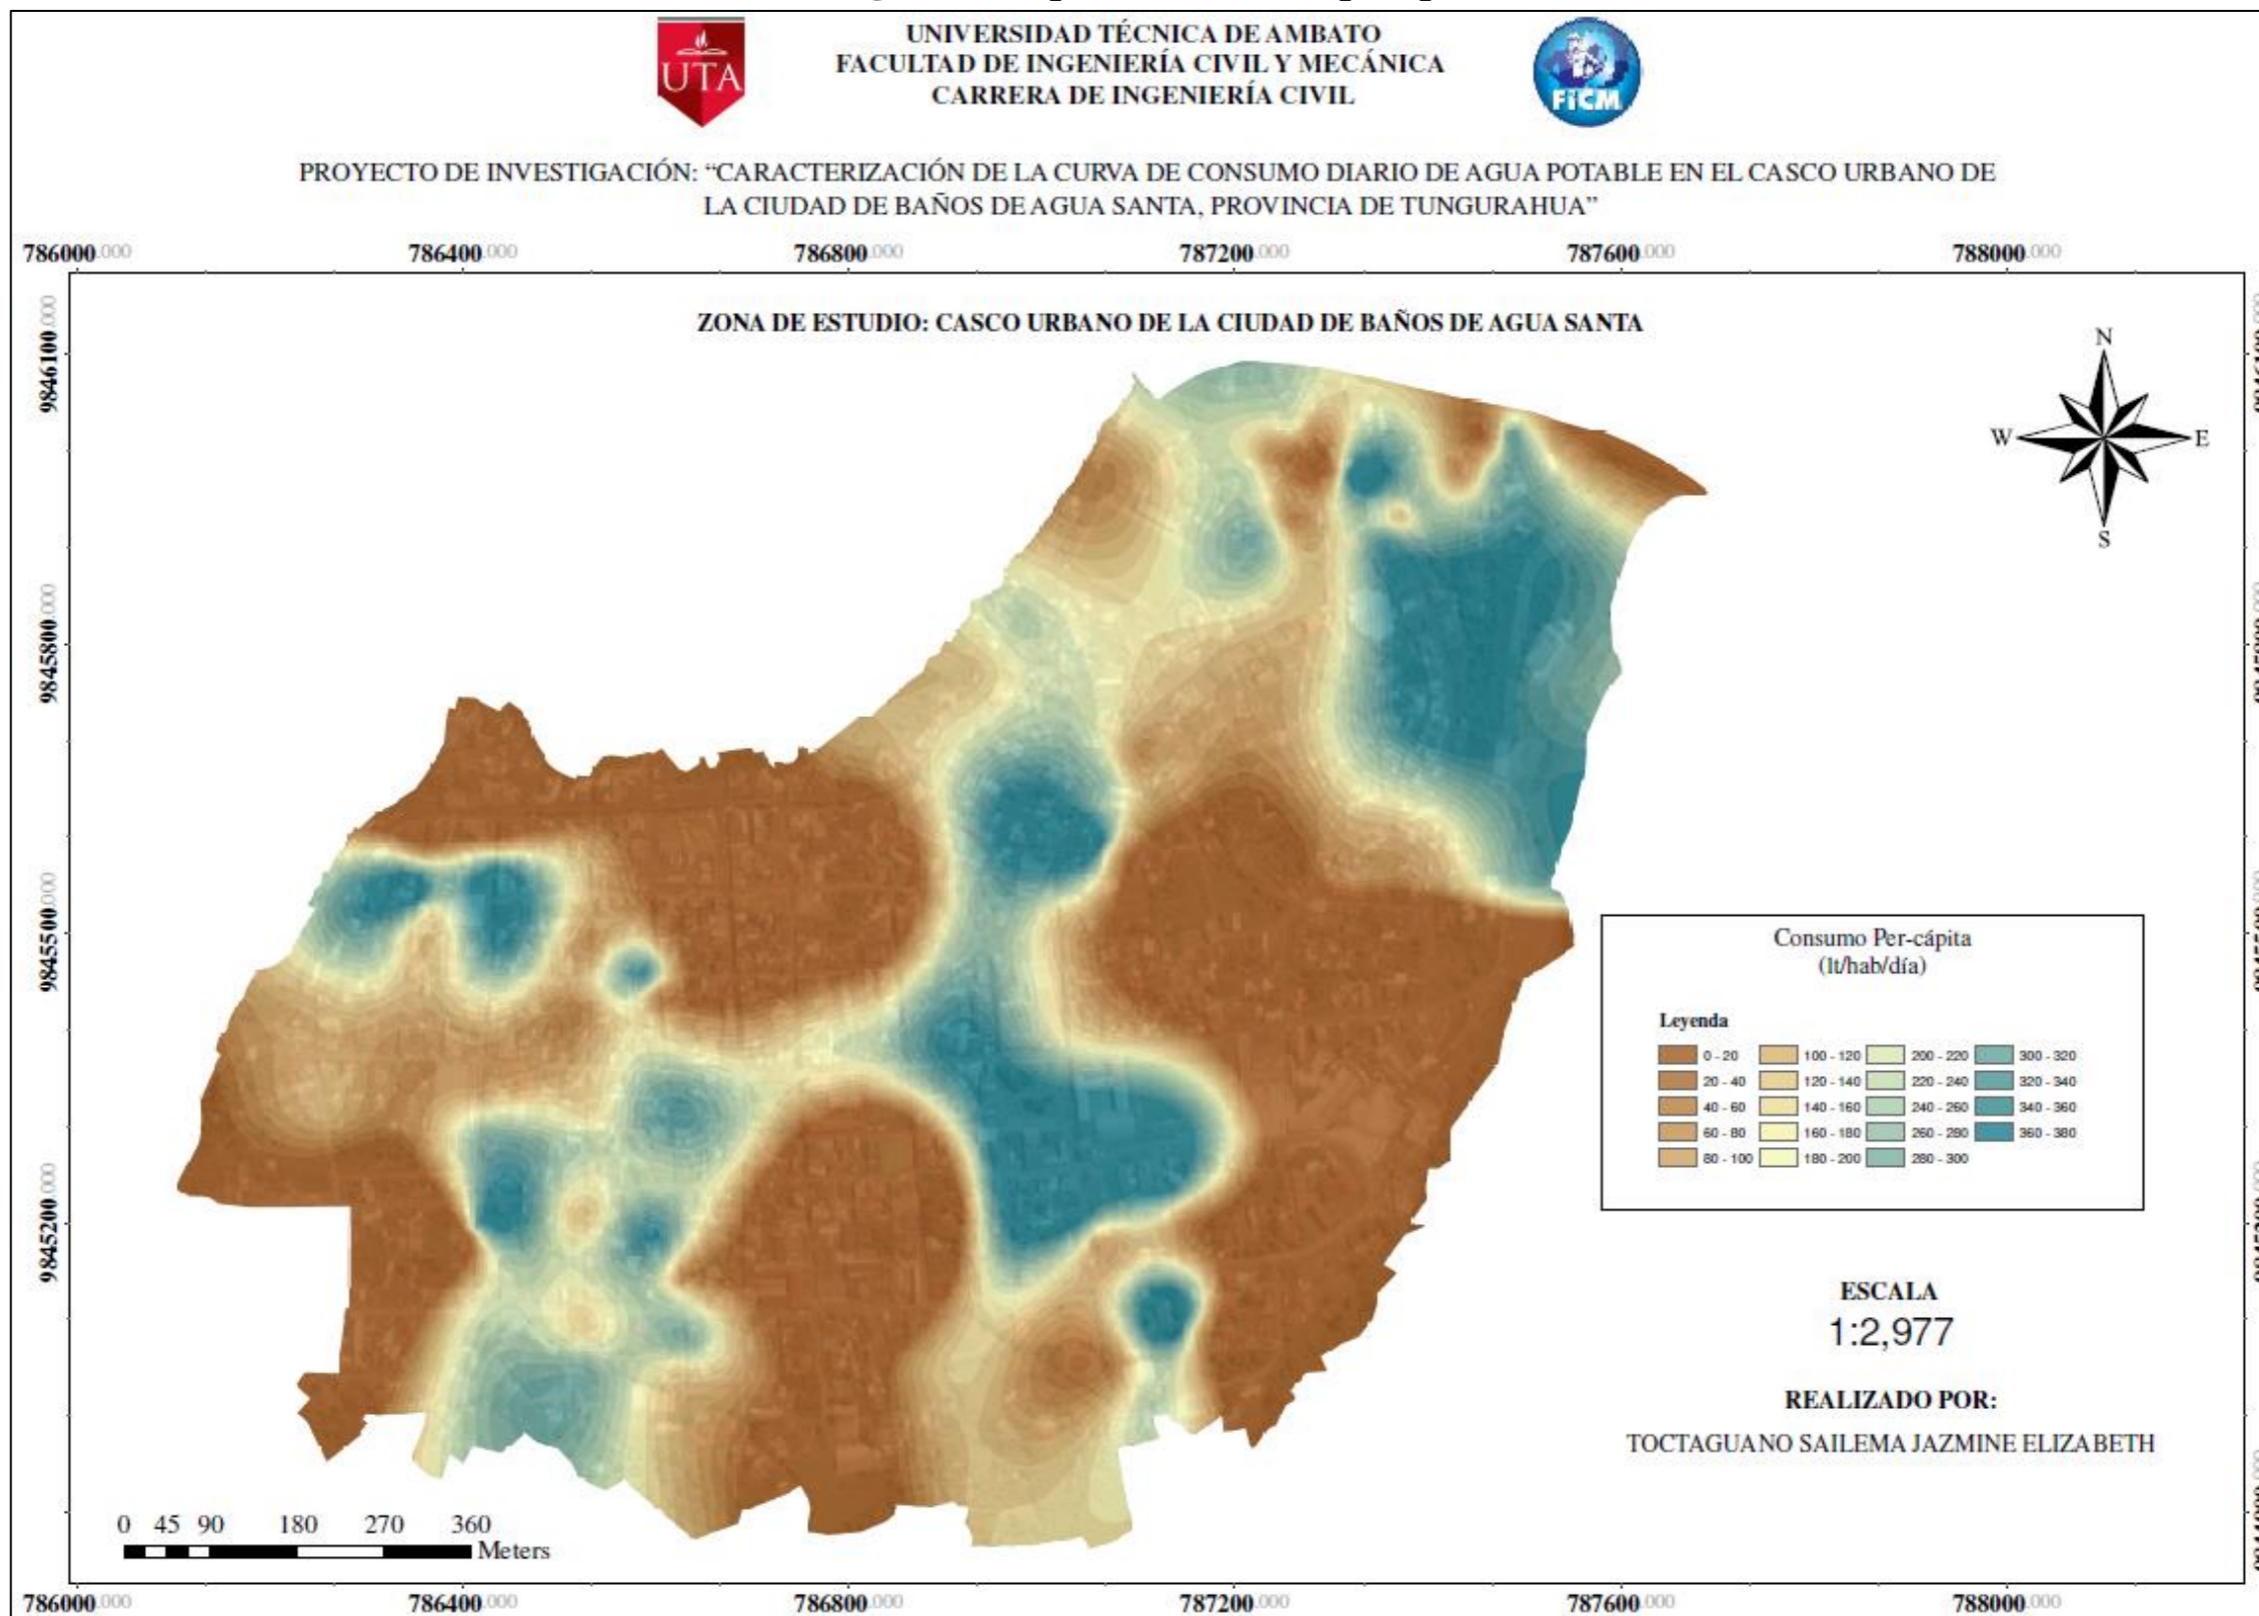 UTA
UNIVERSIDAD TÉCNICA DE AMBATO
FACULTAD DE INGENIERÍA CIVIL Y MECÁNICA
CARRERA DE INGENIERÍA CIVIL
FiCM
PROYECTO DE INVESTIGACIÓN: “CARACTERIZACIÓN DE LA CURVA DE CONSUMO DIARIO DE AGUA POTABLE EN EL CASCO URBANO DE
LA CIUDAD DE BAÑOS DE AGUA SANTA, PROVINCIA DE TUNGURAHUA”
786000.000 786400.000 786800.000 787200.000 787600.000 788000.000
ZONA DE ESTUDIO: CASCO URBANO DE LA CIUDAD DE BAÑOS DE AGUA SANTA
9846100.000
9845800.000
9845500.000
9845200.000
N
W E
S
Consumo Per-cápita
(lt/hab/día)
Leyenda
0 - 20 100 - 120 200 - 220 300 - 320
20 - 40 120 - 140 220 - 240 320 - 340
40 - 60 140 - 160 240 - 260 340 - 360
60 - 80 160 - 180 260 - 280 360 - 380
80 - 100 180 - 200 280 - 300
ESCALA
1:2,977
REALIZADO POR:
TOCTAGUANO SAILEMA JAZMINE ELIZABETH
0 45 90 180 270 360
Meters
786000.000 786400.000 786800.000 787200.000 787600.000 788000.000